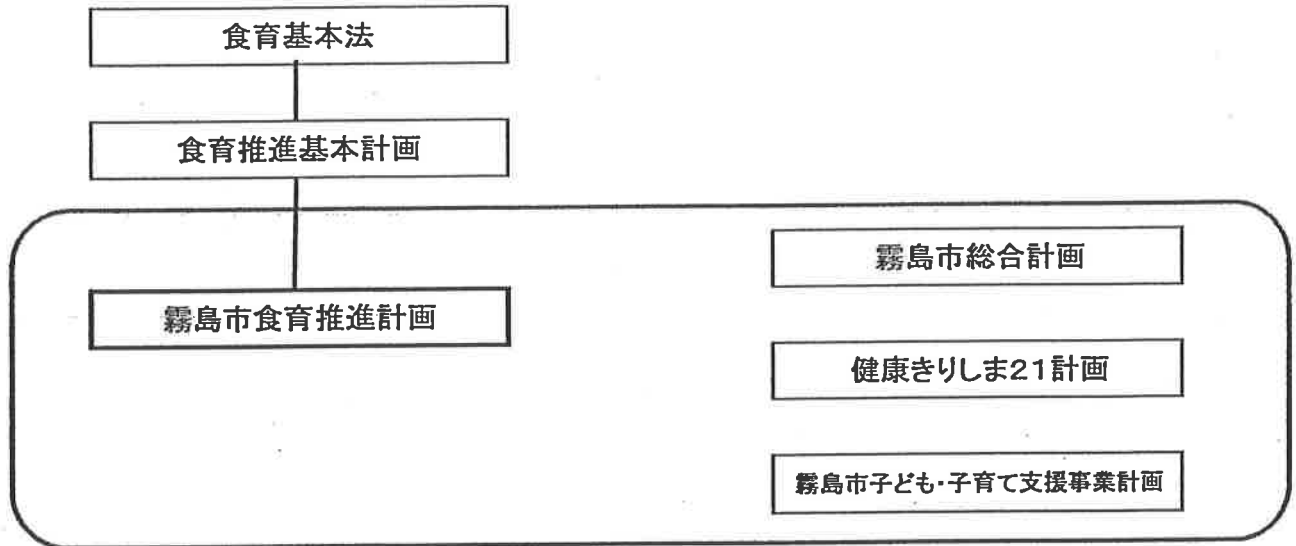 食育基本法
食育推進基本計画
霧島市総合計画
霧島市食育推進計画
健康きりしま21計画
霧島市子ども・子育て支援事業計画